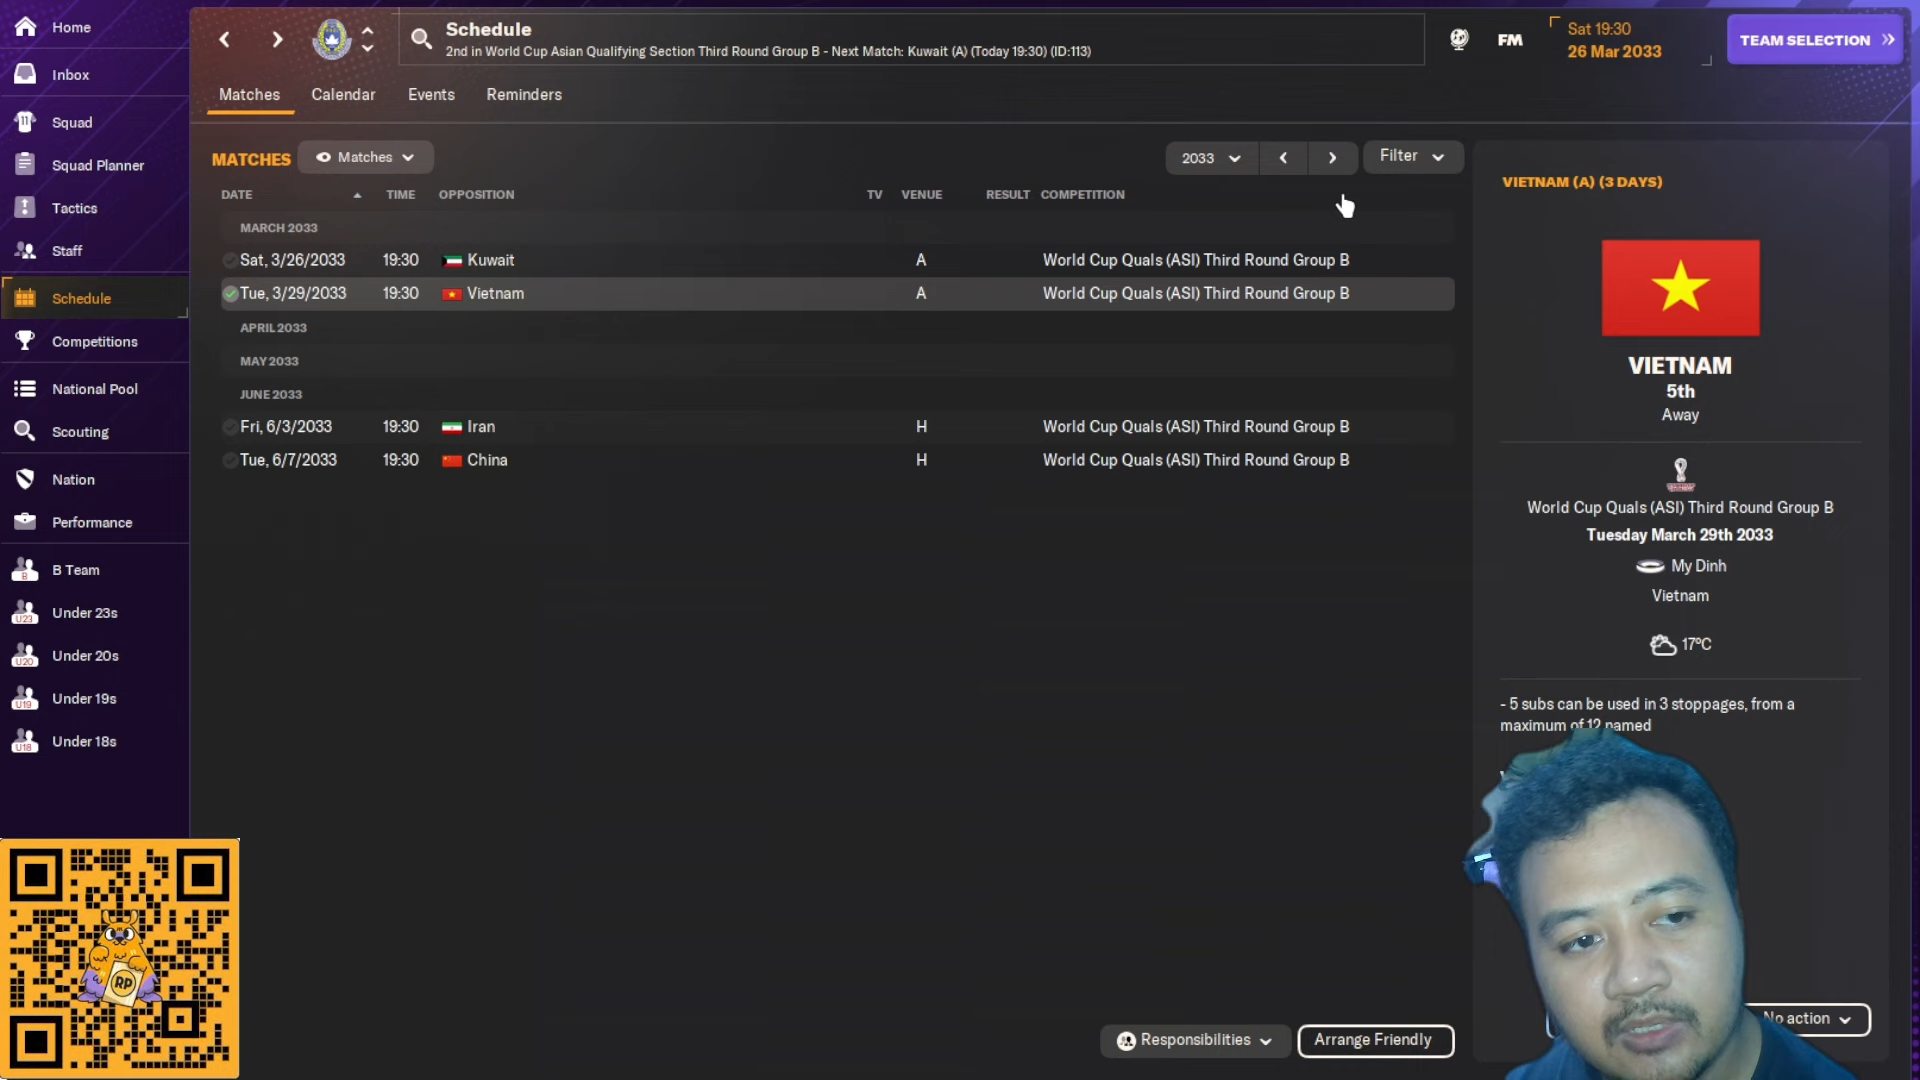 Home
Inbox
Squad
Squad Planner
Tactics
Staff
Schedule
Competitions
National Pool
Scouting
Nation
Performance
B Team
Under 23s
Under 20s
Under 19s
Under 18s
Schedule
2nd in World Cup Asian Qualifying Section Third Round Group B - Next Match: Kuwait (A) (Today 19:30) (ID:113)
FM
Sat 19:30
26 Mar 2033
TEAM SELECTION
Matches Calendar Events Reminders
MATCHES Matches 2033 Filter
DATE TIME OPPOSITION TV VENUE RESULT COMPETITION
MARCH 2033
Sat, 3/26/2033 19:30 Kuwait A World Cup Quals (ASI) Third Round Group B
Tue, 3/29/2033 19:30 Vietnam A World Cup Quals (ASI) Third Round Group B
APRIL 2033
MAY 2033
JUNE 2033
Fri, 6/3/2033 19:30 Iran H World Cup Quals (ASI) Third Round Group B
Tue, 6/7/2033 19:30 China H World Cup Quals (ASI) Third Round Group B
VIETNAM (A) (3 DAYS)
VIETNAM
5th
Away
World Cup Quals (ASI) Third Round Group B
Tuesday March 29th 2033
My Dinh
Vietnam
17°C
- 5 subs can be used in 3 stoppages, from a
maximum of 12 named
No action
Responsibilities Arrange Friendly
B
U23
U20
U19
U18
RP